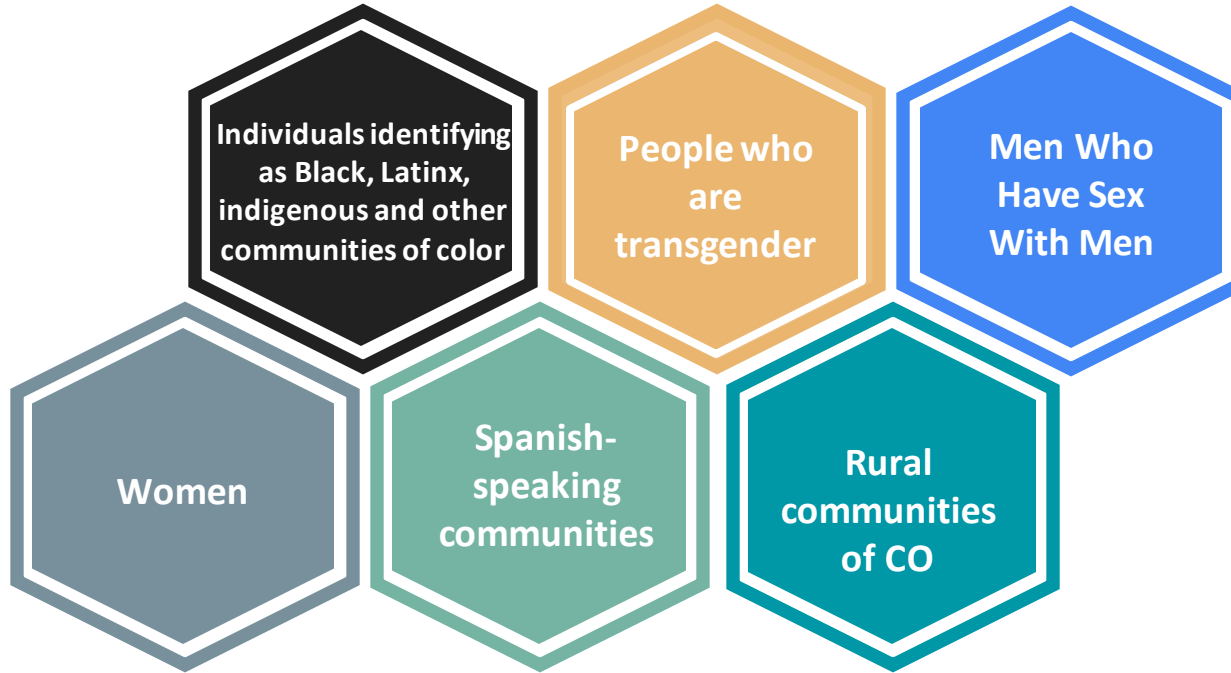 Individuals identifying
as Black, Latinx,
indigenous and other
communities of color
People who
are
transgender
Men Who
Have Sex
With Men
Women
Spanish-
speaking
communities
Rural
communities
of CO